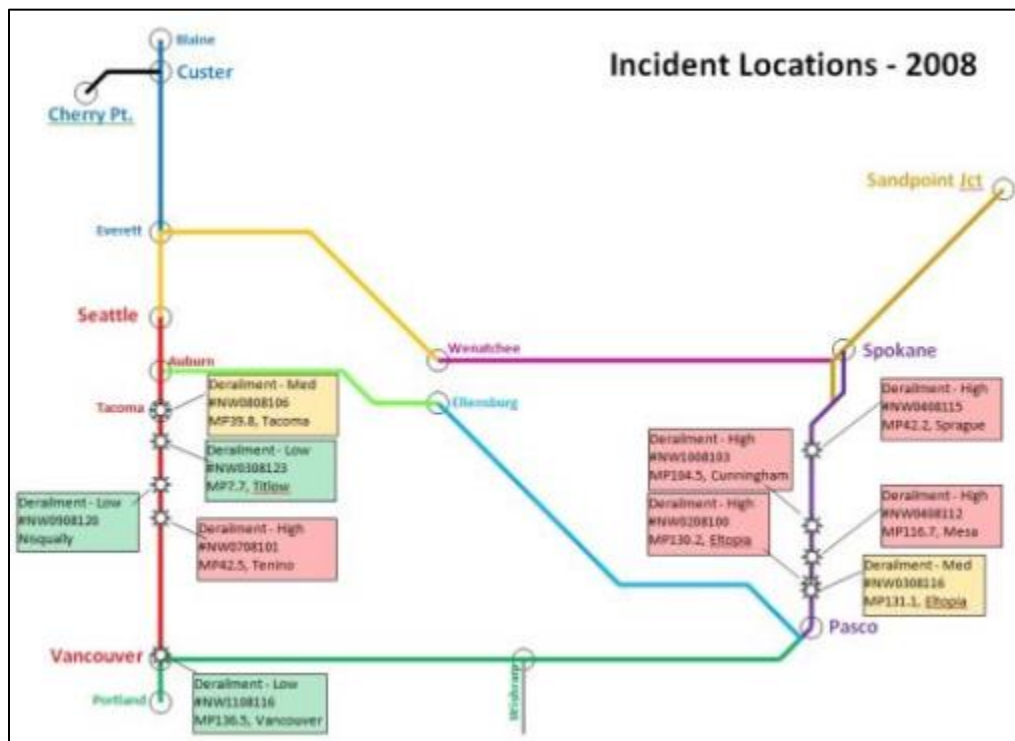 Incident Locations - 2008
Blaine
Custer
Cherry Pt.
Sandpoint Jct
Everett
Seattle
Auburn
Wenatchee
Spokane
Ellensburg
Tacoma
Derailment - Med
#NW0808106
MP39.8, Tacoma
Derailment - Low
#NW0308123
MP7.7, Titlow
Derailment - Low
#NW0908120
Nisqually
Derailment - High
#NW0708101
MP42.5, Tenino
Derailment - High
#NW0408115
MP42.2, Sprague
Derailment - High
#NW1008103
MP104.5, Cunningham
Derailment - High
#NW0208100
MP130.2, Eltopia
Derailment - High
#NW0408112
MP116.7, Mesa
Derailment - Med
#NW0308116
MP131.1, Eltopia
Pasco
Vancouver
Wishram
Portland
Derailment - Low
#NW1108116
MP136.5, Vancouver